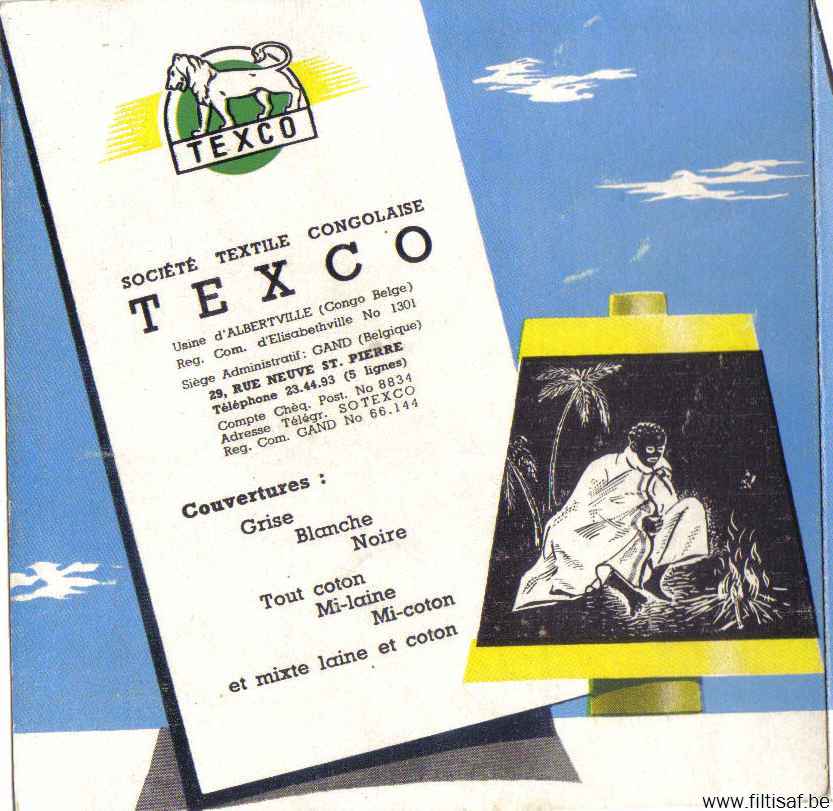 TEXCO
SOCIÉTÉ TEXTILE CONGOLAISE
TEXCO
Usine d'ALBERTVILLE (Congo Belge)
Reg. Com. d'Elisabethville No 1301
Siège Administratif: GAND (Belgique)
29, RUE NEUVE ST. PIERRE
Téléphone 23.44.93 (5 lignes)
Compte Chèq. Post. No 8834
Adresse Télégr. SOTEXCO
Reg. Com. GAND No 66.144
Couvertures :
Grise
Blanche
Noire
Tout coton
Mi-laine
Mi-coton
et mixte laine et coton
www.filtisaf.be